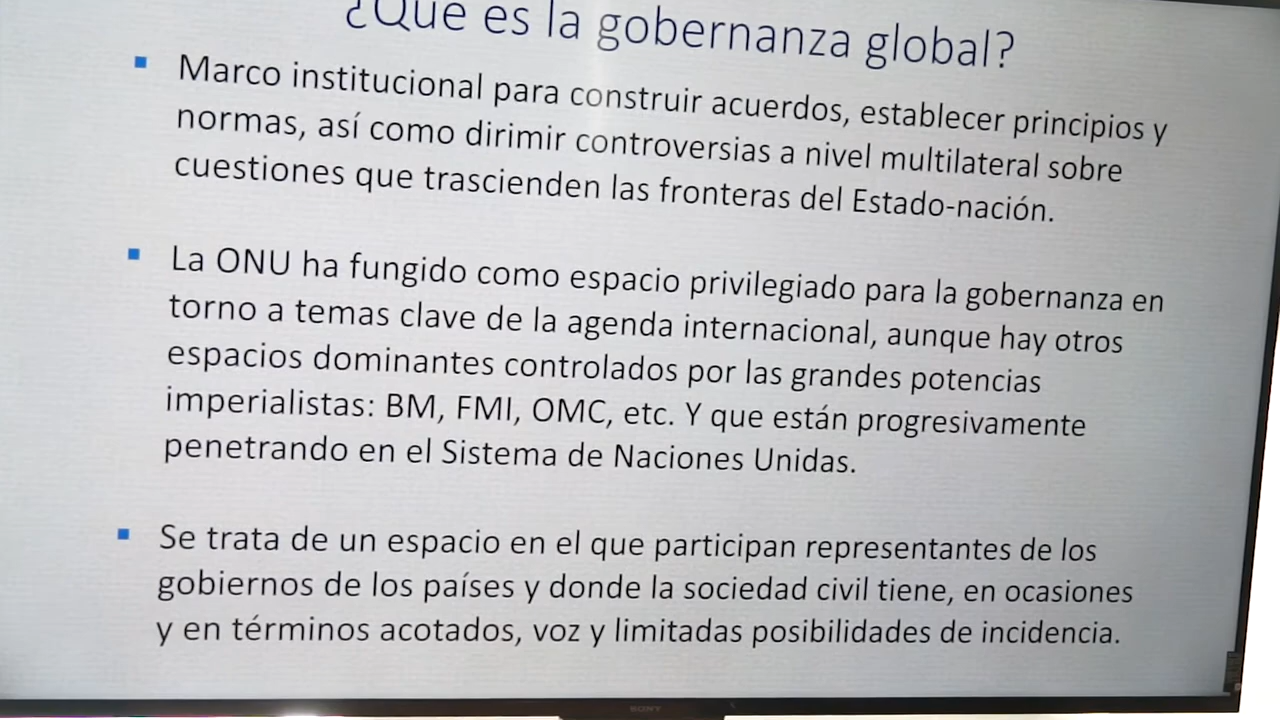 ¿Qué es la gobernanza global?
▪ Marco institucional para construir acuerdos, establecer principios y
normas, así como dirimir controversias a nivel multilateral sobre
cuestiones que trascienden las fronteras del Estado-nación.
▪ La ONU ha fungido como espacio privilegiado para la gobernanza en
torno a temas clave de la agenda internacional, aunque hay otros
espacios dominantes controlados por las grandes potencias
imperialistas: BM, FMI, OMC, etc. Y que están progresivamente
penetrando en el Sistema de Naciones Unidas.
▪ Se trata de un espacio en el que participan representantes de los
gobiernos de los países y donde la sociedad civil tiene, en ocasiones
y en términos acotados, voz y limitadas posibilidades de incidencia.
SONY